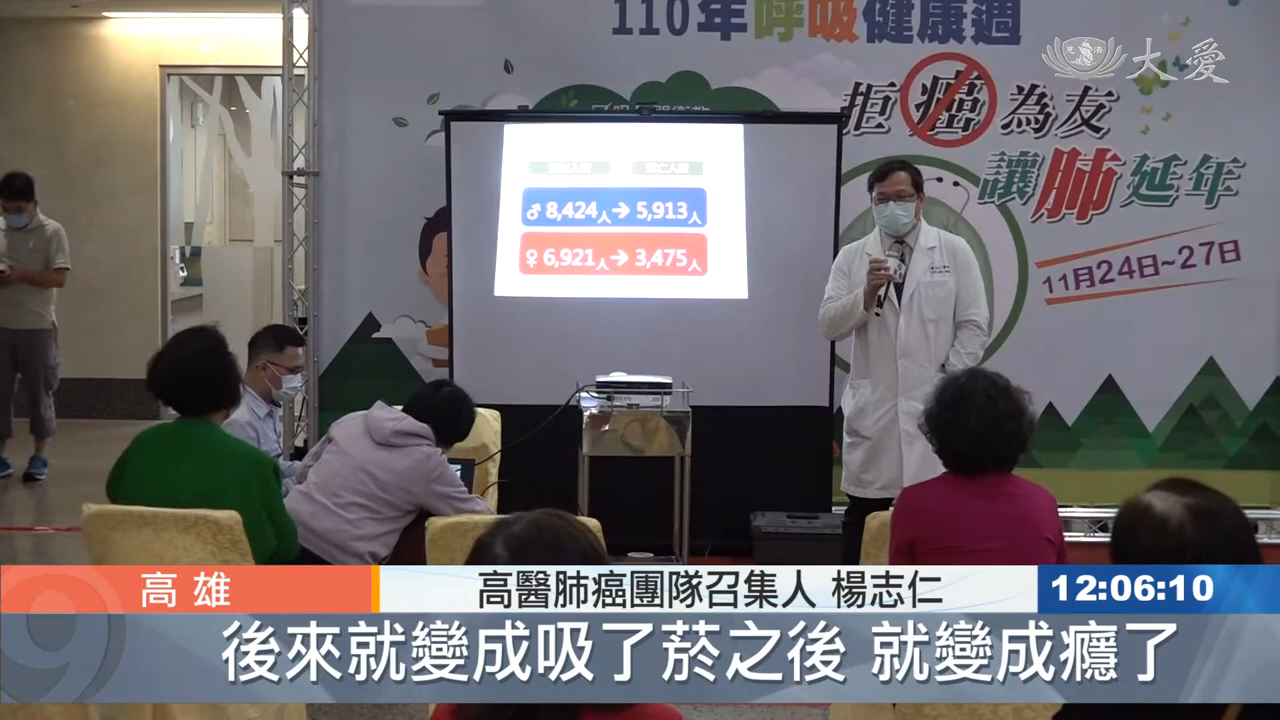 110年呼吸健康週
大愛
拒癌為友
讓肺延年
11月24日~27日
死亡人數
♂ 8,424人→ 5,913人
♀ 6,921人→ 3,475人
高雄
高醫肺癌團隊召集人 楊志仁
12:06:10
後來就變成吸了菸之後 就變成癮了